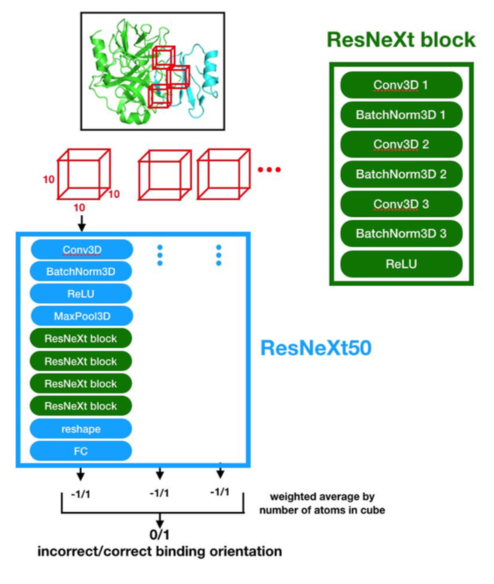 ResNeXt block
Conv3D 1
BatchNorm3D 1
Conv3D 2
BatchNorm3D 2
Conv3D 3
BatchNorm3D 3
ReLU
10
10
10
Conv3D
BatchNorm3D
ReLU
MaxPool3D
ResNeXt block
ResNeXt block
ResNeXt block
ResNeXt block
reshape
FC
ResNeXt50
-1/1
-1/1
-1/1
weighted average by
number of atoms in cube
0/1
incorrect/correct binding orientation